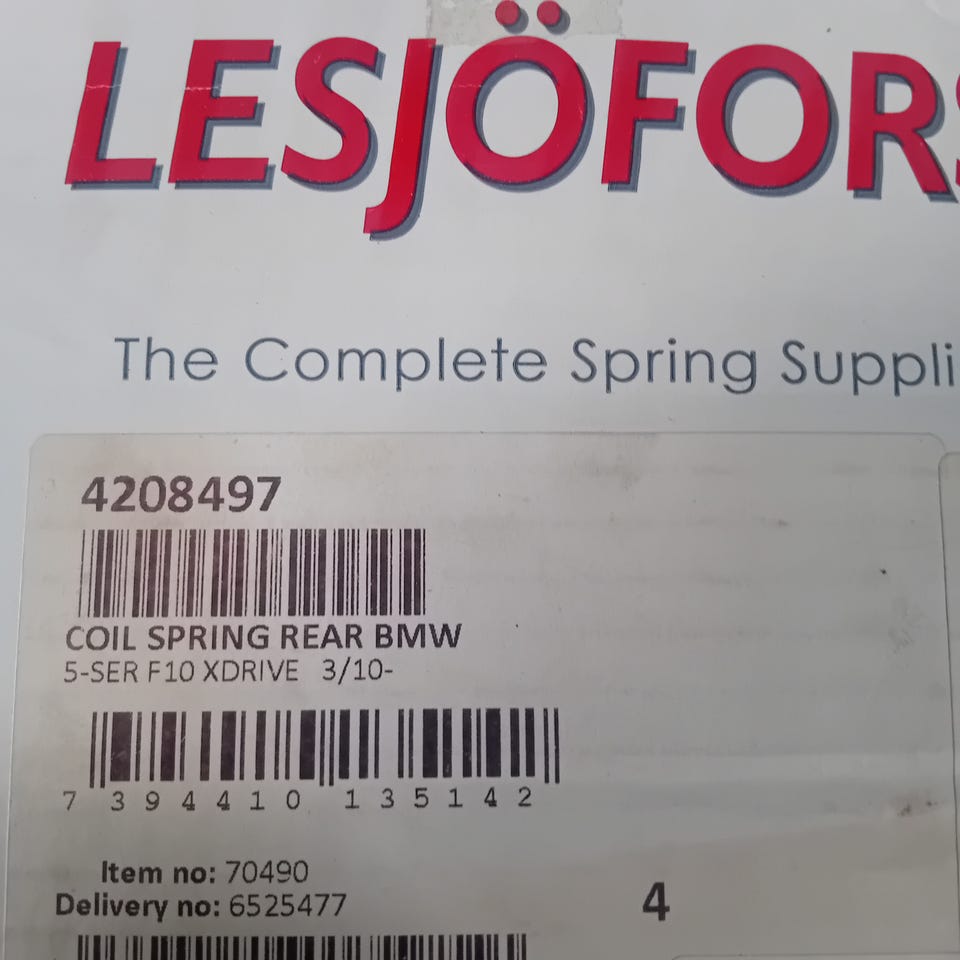 LESJÖFORS
The Complete Spring Suppli
4208497
COIL SPRING REAR BMW
5-SER F10 XDRIVE 3/10-
7 394410 135142
Item no: 70490
Delivery no: 6525477
4